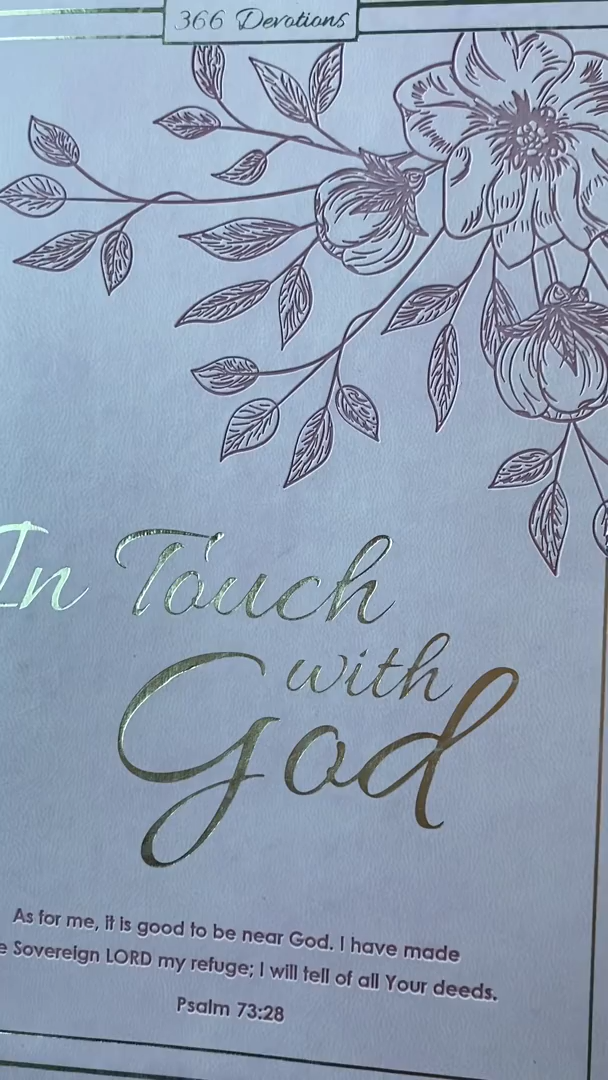 366 Devotions
In Touch
with
God
As for me, it is good to be near God. I have made
Sovereign LORD my refuge; I will tell of all Your deeds.
Psalm 73:28